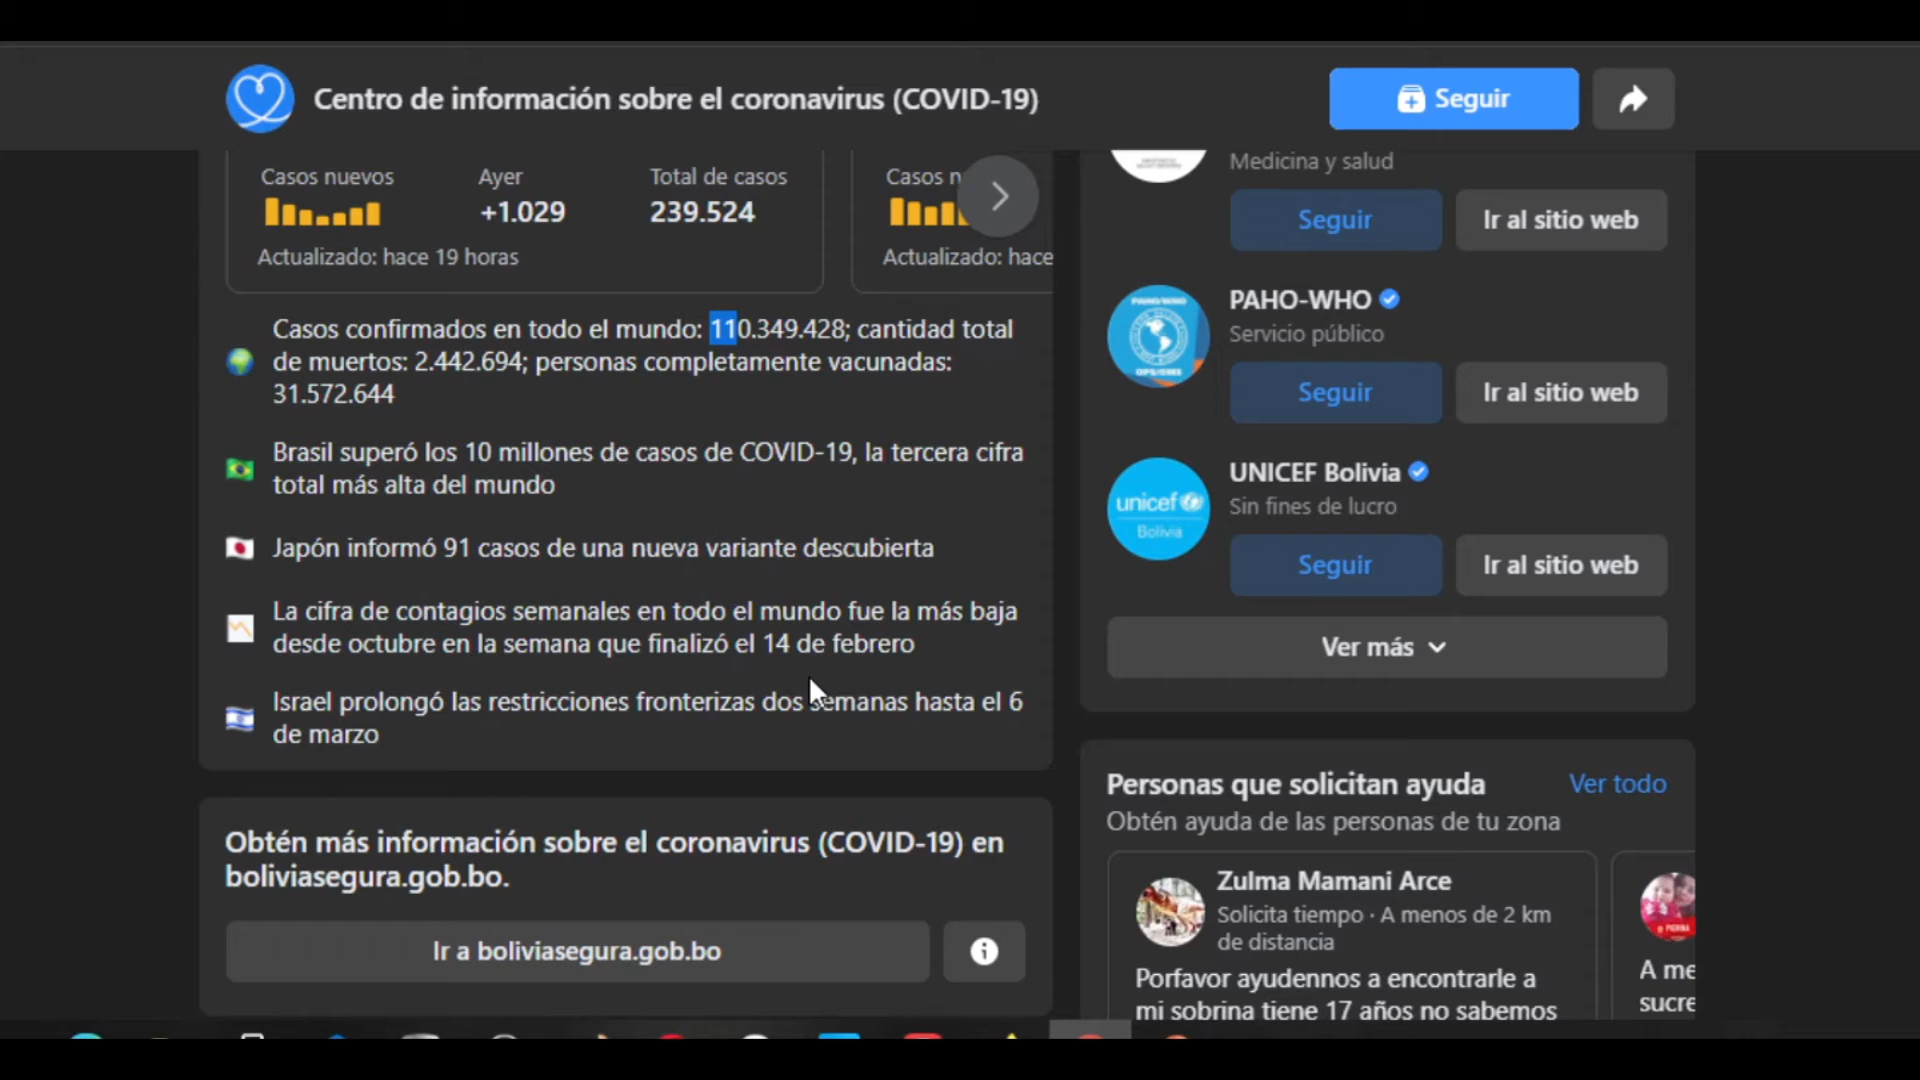 Centro de información sobre el coronavirus (COVID-19)
Seguir
Casos nuevos
Ayer
Total de casos
+1.029
239.524
Actualizado: hace 19 horas
Casos n
Actualizado: hace
Casos confirmados en todo el mundo: 110.349.428; cantidad total
de muertos: 2.442.694; personas completamente vacunadas:
31.572.644
Brasil superó los 10 millones de casos de COVID-19, la tercera cifra
total más alta del mundo
Japón informó 91 casos de una nueva variante descubierta
La cifra de contagios semanales en todo el mundo fue la más baja
desde octubre en la semana que finalizó el 14 de febrero
Israel prolongó las restricciones fronterizas dos semanas hasta el 6
de marzo
Obtén más información sobre el coronavirus (COVID-19) en
boliviasegura.gob.bo.
Ir a boliviasegura.gob.bo
Medicina y salud
Seguir
Ir al sitio web
PAHO-WHO
Servicio público
Seguir
Ir al sitio web
unicef
Bolivia
UNICEF Bolivia
Sin fines de lucro
Seguir
Ir al sitio web
Ver más
Personas que solicitan ayuda
Ver todo
Obtén ayuda de las personas de tu zona
Zulma Mamani Arce
Solicita tiempo · A menos de 2 km
de distancia
Porfavor ayudennos a encontrarle a
mi sobrina tiene 17 años no sabemos
A me
sucre